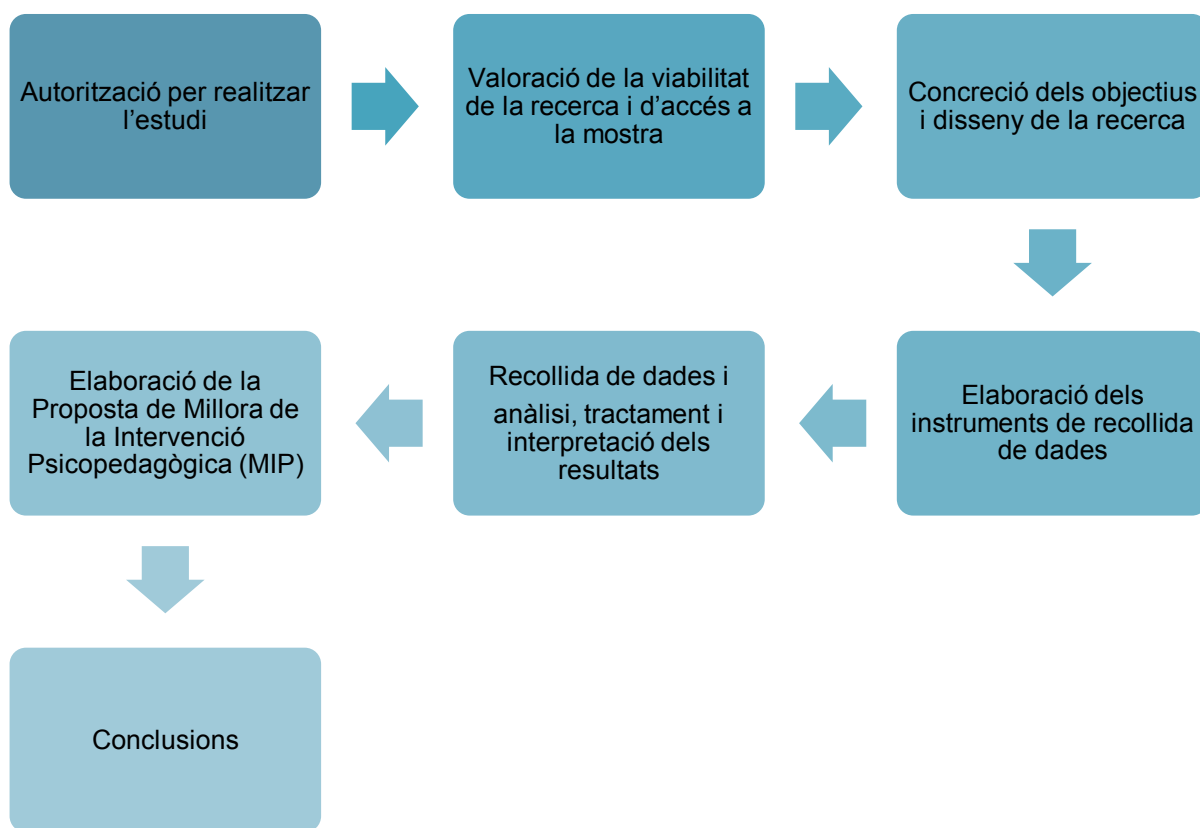 Autorització per realitzar
l’estudi
Valoració de la viabilitat
de la recerca i d’accés a
la mostra
Concreció dels objectius
i disseny de la recerca
Elaboració dels
instruments de recollida
de dades
Recollida de dades i
anàlisi, tractament i
interpretació dels
resultats
Elaboració de la
Proposta de Millora de
la Intervenció
Psicopedagògica (MIP)
Conclusions